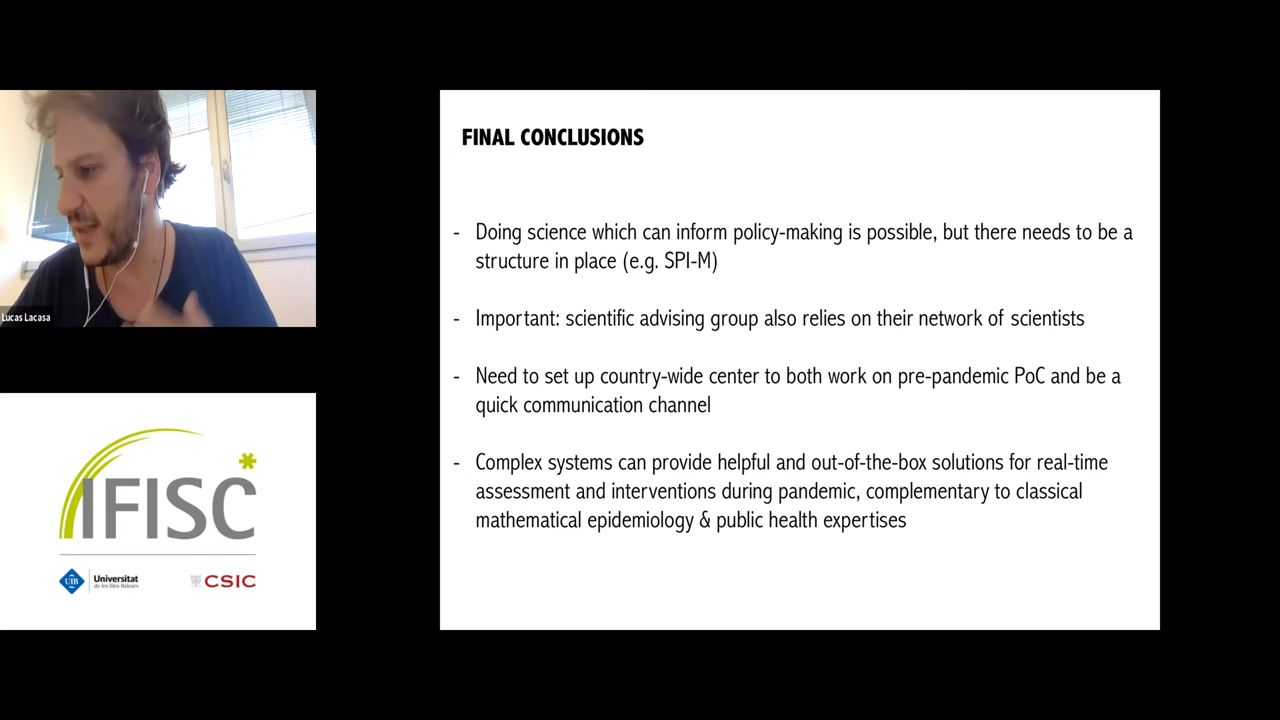 Lucas Lacasa
IFISC
UIB
Universitat
de les Illes Balears
CSIC
FINAL CONCLUSIONS
- Doing science which can inform policy-making is possible, but there needs to be a
structure in place (e.g. SPI-M)
- Important: scientific advising group also relies on their network of scientists
- Need to set up country-wide center to both work on pre-pandemic PoC and be a
quick communication channel
- Complex systems can provide helpful and out-of-the-box solutions for real-time
assessment and interventions during pandemic, complementary to classical
mathematical epidemiology & public health expertises